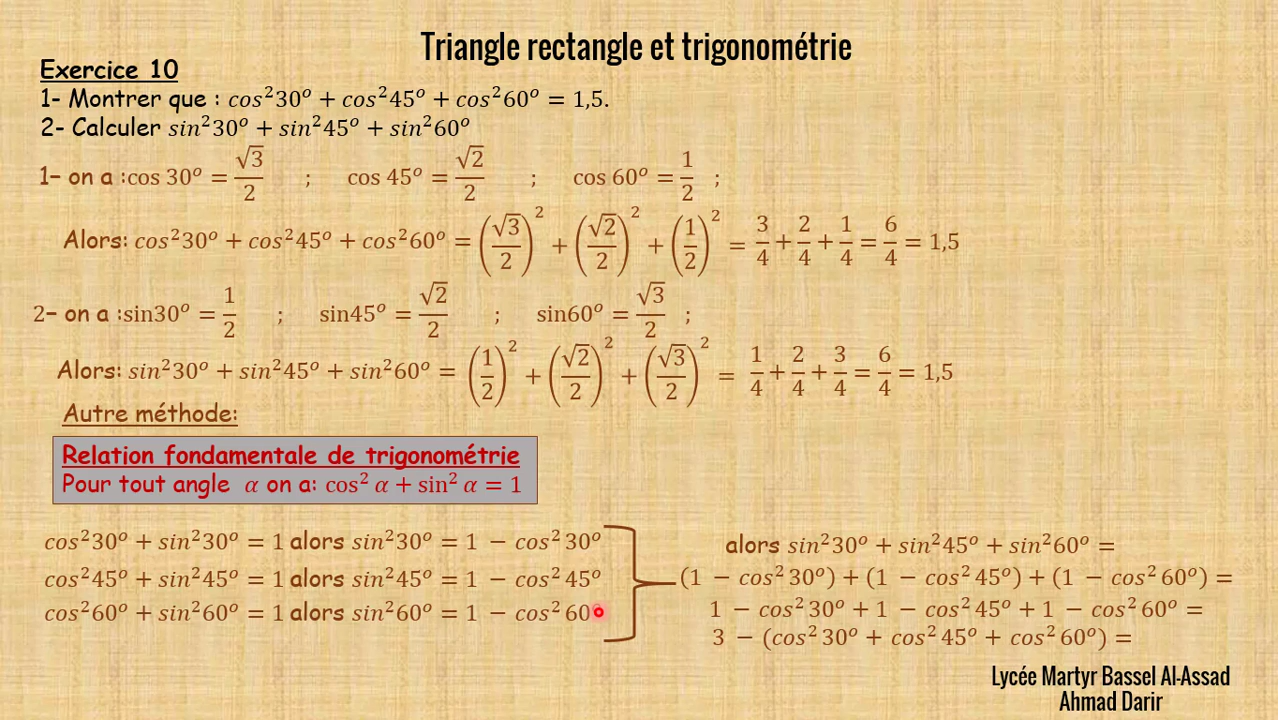 Triangle rectangle et trigonométrie
Exercice 10
1- Montrer que : cos²30° + cos²45° + cos²60° = 1,5.
2- Calculer sin²30° + sin²45° + sin²60°
1– on a :cos 30° = √3/2 ; cos 45° = √2/2 ; cos 60° = 1/2 ;
Alors: cos²30° + cos²45° + cos²60° = (√3/2)² + (√2/2)² + (1/2)² = 3/4 + 2/4 + 1/4 = 6/4 = 1,5
2– on a :sin30° = 1/2 ; sin45° = √2/2 ; sin60° = √3/2 ;
Alors: sin²30° + sin²45° + sin²60° = (1/2)² + (√2/2)² + (√3/2)² = 1/4 + 2/4 + 3/4 = 6/4 = 1,5
Autre méthode:
Relation fondamentale de trigonométrie
Pour tout angle α on a: cos² α + sin² α = 1
cos²30° + sin²30° = 1 alors sin²30° = 1 − cos²30°
cos²45° + sin²45° = 1 alors sin²45° = 1 − cos²45°
cos²60° + sin²60° = 1 alors sin²60° = 1 − cos²60°
alors sin²30° + sin²45° + sin²60° =
(1 − cos²30°) + (1 − cos²45°) + (1 − cos²60°) =
1 − cos²30° + 1 − cos²45° + 1 − cos²60° =
3 − (cos²30° + cos²45° + cos²60°) =
Lycée Martyr Bassel Al-Assad
Ahmad Darir